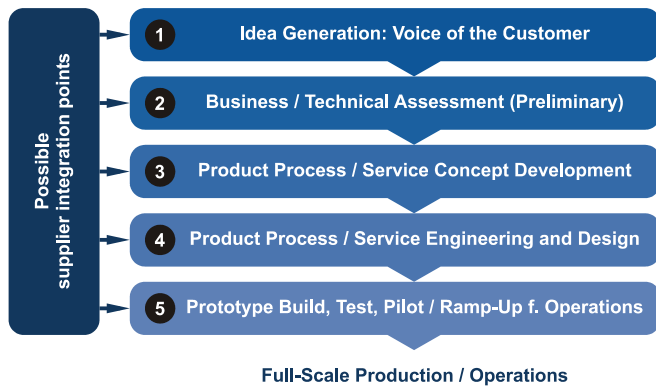 Possible
supplier integration points
1 Idea Generation: Voice of the Customer
2 Business / Technical Assessment (Preliminary)
3 Product Process / Service Concept Development
4 Product Process / Service Engineering and Design
5 Prototype Build, Test, Pilot / Ramp-Up f. Operations
Full-Scale Production / Operations